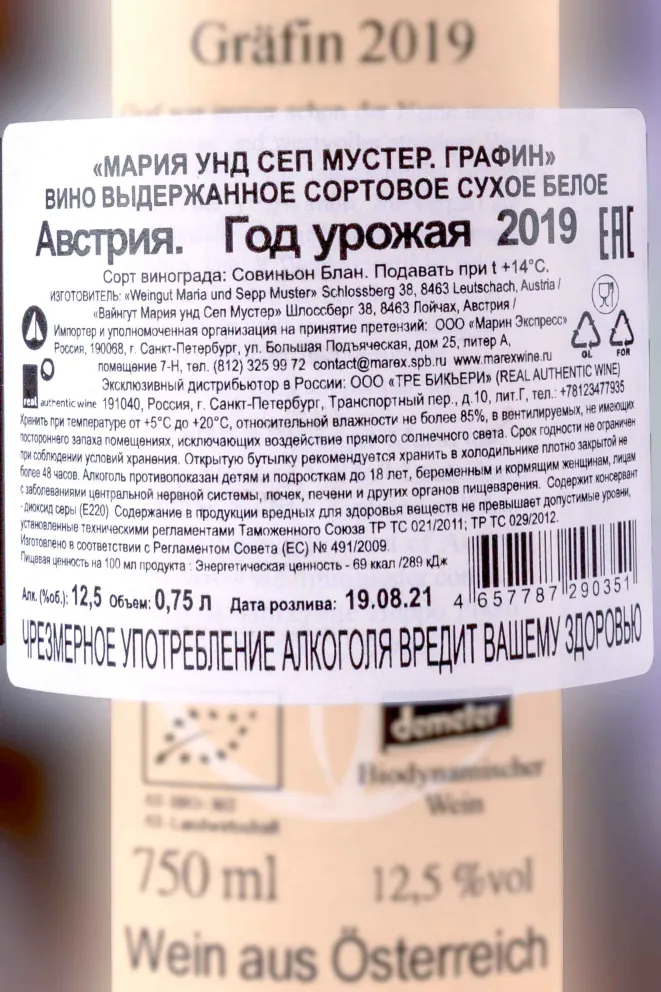 Gräfin 2019
«МАРИЯ УНД СЕП МУСТЕР. ГРАФИН»
ВИНО ВЫДЕРЖАННОЕ СОРТОВОЕ СУХОЕ БЕЛОЕ
Австрия. Год урожая 2019 EAC
Сорт винограда: Совиньон Блан. Подавать при t +14°C.
ИЗГОТОВИТЕЛЬ: «Weingut Maria und Sepp Muster» Schlossberg 38, 8463 Leutschach, Austria /
«Вайнгут Мария унд Сеп Мустер» Шлоссберг 38, 8463 Лойчах, Австрия /
Импортер и уполномоченная организация на принятие претензий: ООО «Марин Экспресс»
Россия, 190068, г. Санкт-Петербург, ул. Большая Подъяческая, дом 25, литер А,
помещение 7-Н, тел. (812) 325 99 72 contact@marex.spb.ru www.marexwine.ru
GL FOR
Эксклюзивный дистрибьютор в России: ООО «ТРЕ БИКЬЕРИ» (REAL AUTHENTIC WINE)
real authentic wine 191040, Россия, г. Санкт-Петербург, Транспортный пер., д.10, лит.Г, тел.: +78123477935
Хранить при температуре от +5°C до +20°C, относительной влажности не более 85%, в вентилируемых, не имеющих
постороннего запаха помещениях, исключающих воздействие прямого солнечного света. Срок годности не ограничен
при соблюдении условий хранения. Открытую бутылку рекомендуется хранить в холодильнике плотно закрытой не
более 48 часов. Алкоголь противопоказан детям и подросткам до 18 лет, беременным и кормящим женщинам, лицам
с заболеваниями центральной нервной системы, почек, печени и других органов пищеварения. Содержит консервант
- диоксид серы (E220). Содержание в продукции вредных для здоровья веществ не превышает допустимые уровни,
установленные техническими регламентами Таможенного Союза ТР ТС 021/2011; ТР ТС 029/2012.
Изготовлено в соответствии с Регламентом Совета (ЕС) № 491/2009.
Пищевая ценность на 100 мл продукта : Энергетическая ценность - 69 ккал /289 кДж
Алк. (%об.): 12,5 Объем: 0,75 Л Дата розлива: 19.08.21
4 657787 290351
ЧРЕЗМЕРНОЕ УПОТРЕБЛЕНИЕ АЛКОГОЛЯ ВРЕДИТ ВАШЕМУ ЗДОРОВЬЮ
demeter
Biodynamischer
Wein
750 ml 12,5 %vol
Wein aus Österreich